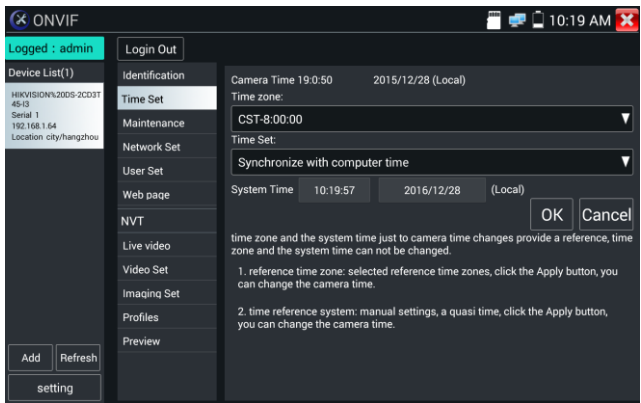 ONVIF
10:19 AM
Logged : admin
Login Out
Device List(1)
HIKVISION%20DS-2CD3T
45-I3
Serial 1
192.168.1.64
Location city/hangzhou
Add
Refresh
setting
Identification
Time Set
Maintenance
Network Set
User Set
Web page
NVT
Live video
Video Set
Imaging Set
Profiles
Preview
Camera Time 19:0:50 2015/12/28 (Local)
Time zone:
CST-8:00:00
Time Set:
Synchronize with computer time
System Time 10:19:57 2016/12/28 (Local)
OK Cancel
time zone and the system time just to camera time changes provide a reference, time
zone and the system time can not be changed.
1. reference time zone: selected reference time zones, click the Apply button, you
can change the camera time.
2. time reference system: manual settings, a quasi time, click the Apply button,
you can change the camera time.